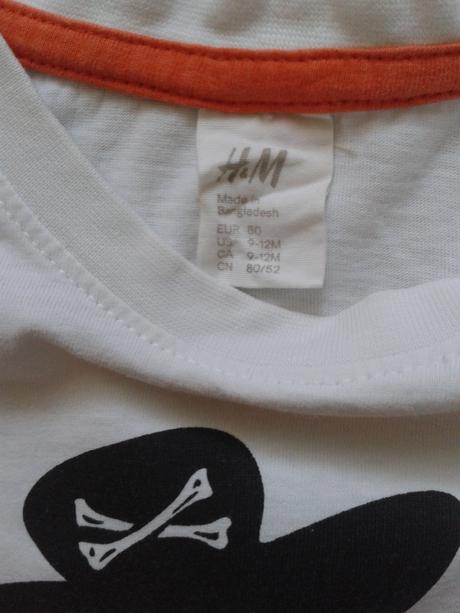 H&M
Made in
Bangladesh
EUR 80
US 9-12M
CA 9-12M
CN 80/52